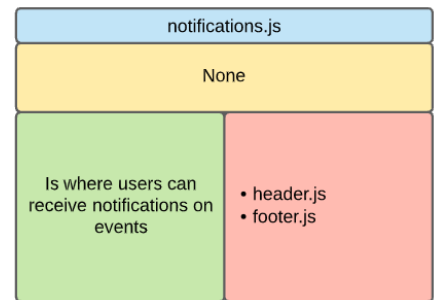 notifications.js
None
Is where users can
receive notifications on
events
• header.js
• footer.js